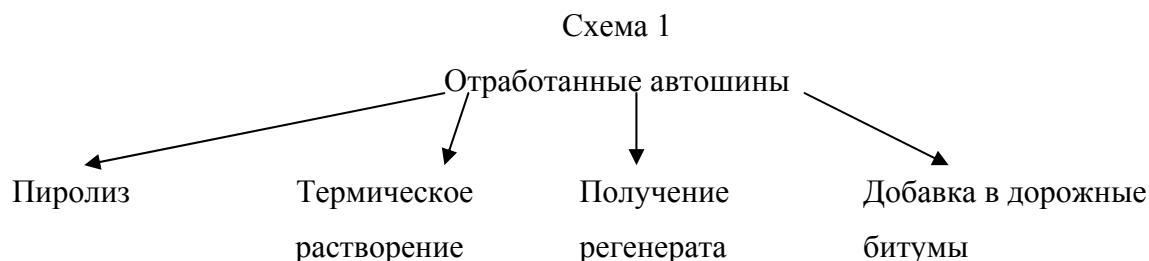 Схема 1
Отработанные автошины
Пиролиз Термическое Получение Добавка в дорожные
растворение регенерата битумы